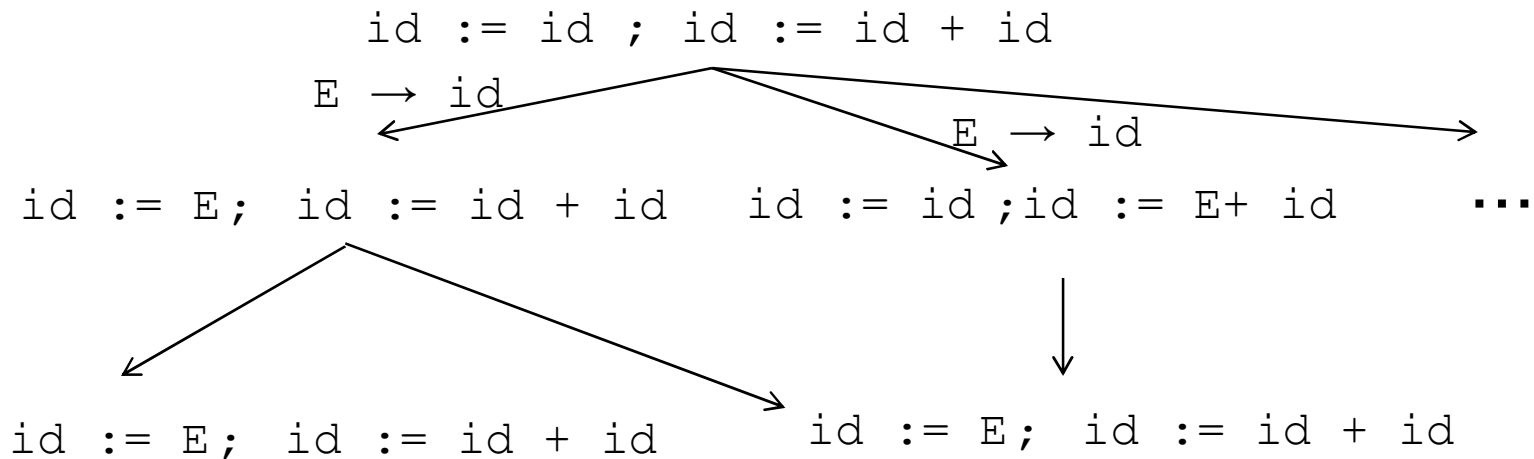 id := id ; id := id + id
E → id
E → id
id := E; id := id + id
id := id ;id := E+ id
...
id := E; id := id + id
id := E; id := id + id